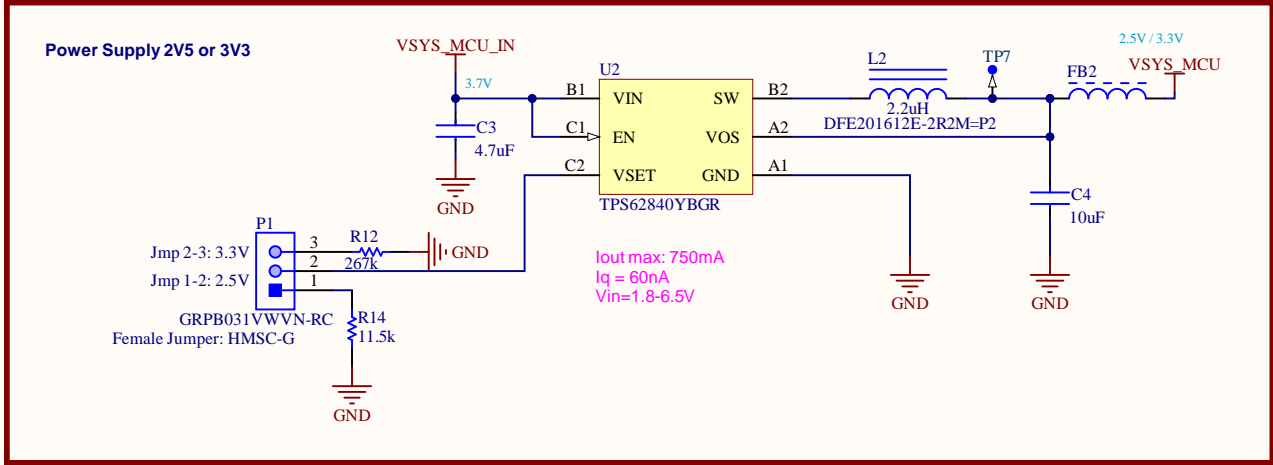 Power Supply 2V5 or 3V3
VSYS_MCU_IN
3.7V
C3
4.7uF
GND
U2
B1 VIN SW B2
C1 EN VOS A2
C2 VSET GND A1
TPS62840YBGR
L2
2.2uH
DFE201612E-2R2M=P2
TP7
FB2
2.5V / 3.3V
VSYS_MCU
C4
10uF
GND
GND
P1
Jmp 2-3: 3.3V
Jmp 1-2: 2.5V
3
2
1
R12
267k
GND
GRPB031VWVN-RC
Female Jumper: HMSC-G
R14
11.5k
GND
Iout max: 750mA
Iq = 60nA
Vin=1.8-6.5V